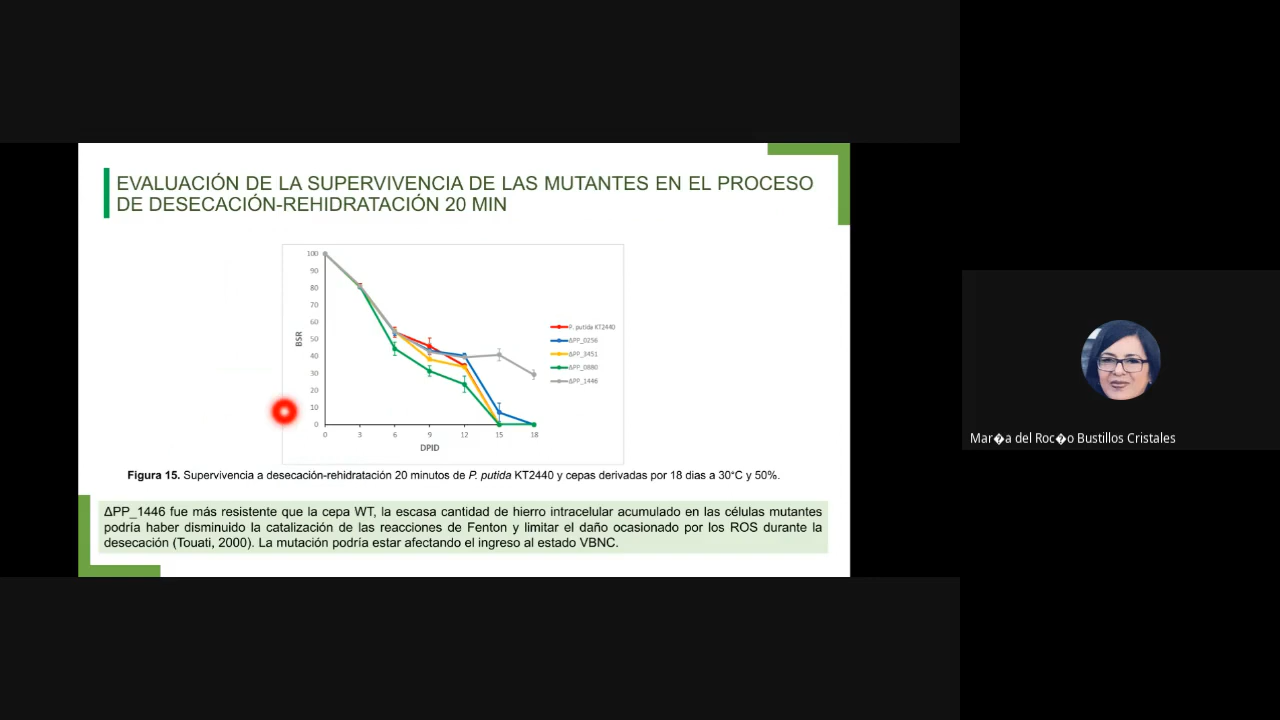 EVALUACIÓN DE LA SUPERVIVENCIA DE LAS MUTANTES EN EL PROCESO
DE DESECACIÓN-REHIDRATACIÓN 20 MIN
100
90
80
70
60
50
40
30
20
10
0
BSR
0 3 6 9 12 15 18
DPID
P. putida KT2440
ΔPP_0256
ΔPP_3451
ΔPP_0880
ΔPP_1446
Figura 15. Supervivencia a desecación-rehidratación 20 minutos de P. putida KT2440 y cepas derivadas por 18 dias a 30°C y 50%.
ΔPP_1446 fue más resistente que la cepa WT, la escasa cantidad de hierro intracelular acumulado en las células mutantes
podría haber disminuido la catalización de las reacciones de Fenton y limitar el daño ocasionado por los ROS durante la
desecación (Touati, 2000). La mutación podría estar afectando el ingreso al estado VBNC.
Mar�a del Roc�o Bustillos Cristales